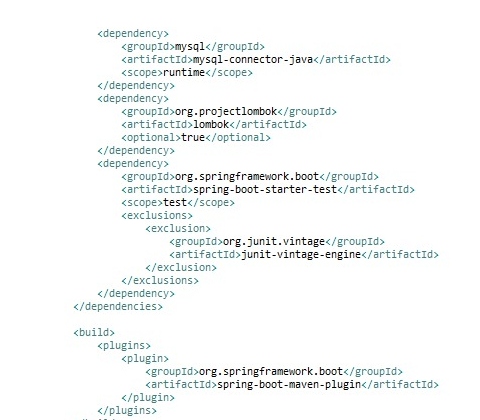 <dependency>
<groupId>mysql</groupId>
<artifactId>mysql-connector-java</artifactId>
<scope>runtime</scope>
</dependency>
<dependency>
<groupId>org.projectlombok</groupId>
<artifactId>lombok</artifactId>
<optional>true</optional>
</dependency>
<dependency>
<groupId>org.springframework.boot</groupId>
<artifactId>spring-boot-starter-test</artifactId>
<scope>test</scope>
<exclusions>
<exclusion>
<groupId>org.junit.vintage</groupId>
<artifactId>junit-vintage-engine</artifactId>
</exclusion>
</exclusions>
</dependency>
</dependencies>
<build>
<plugins>
<plugin>
<groupId>org.springframework.boot</groupId>
<artifactId>spring-boot-maven-plugin</artifactId>
</plugin>
</plugins>